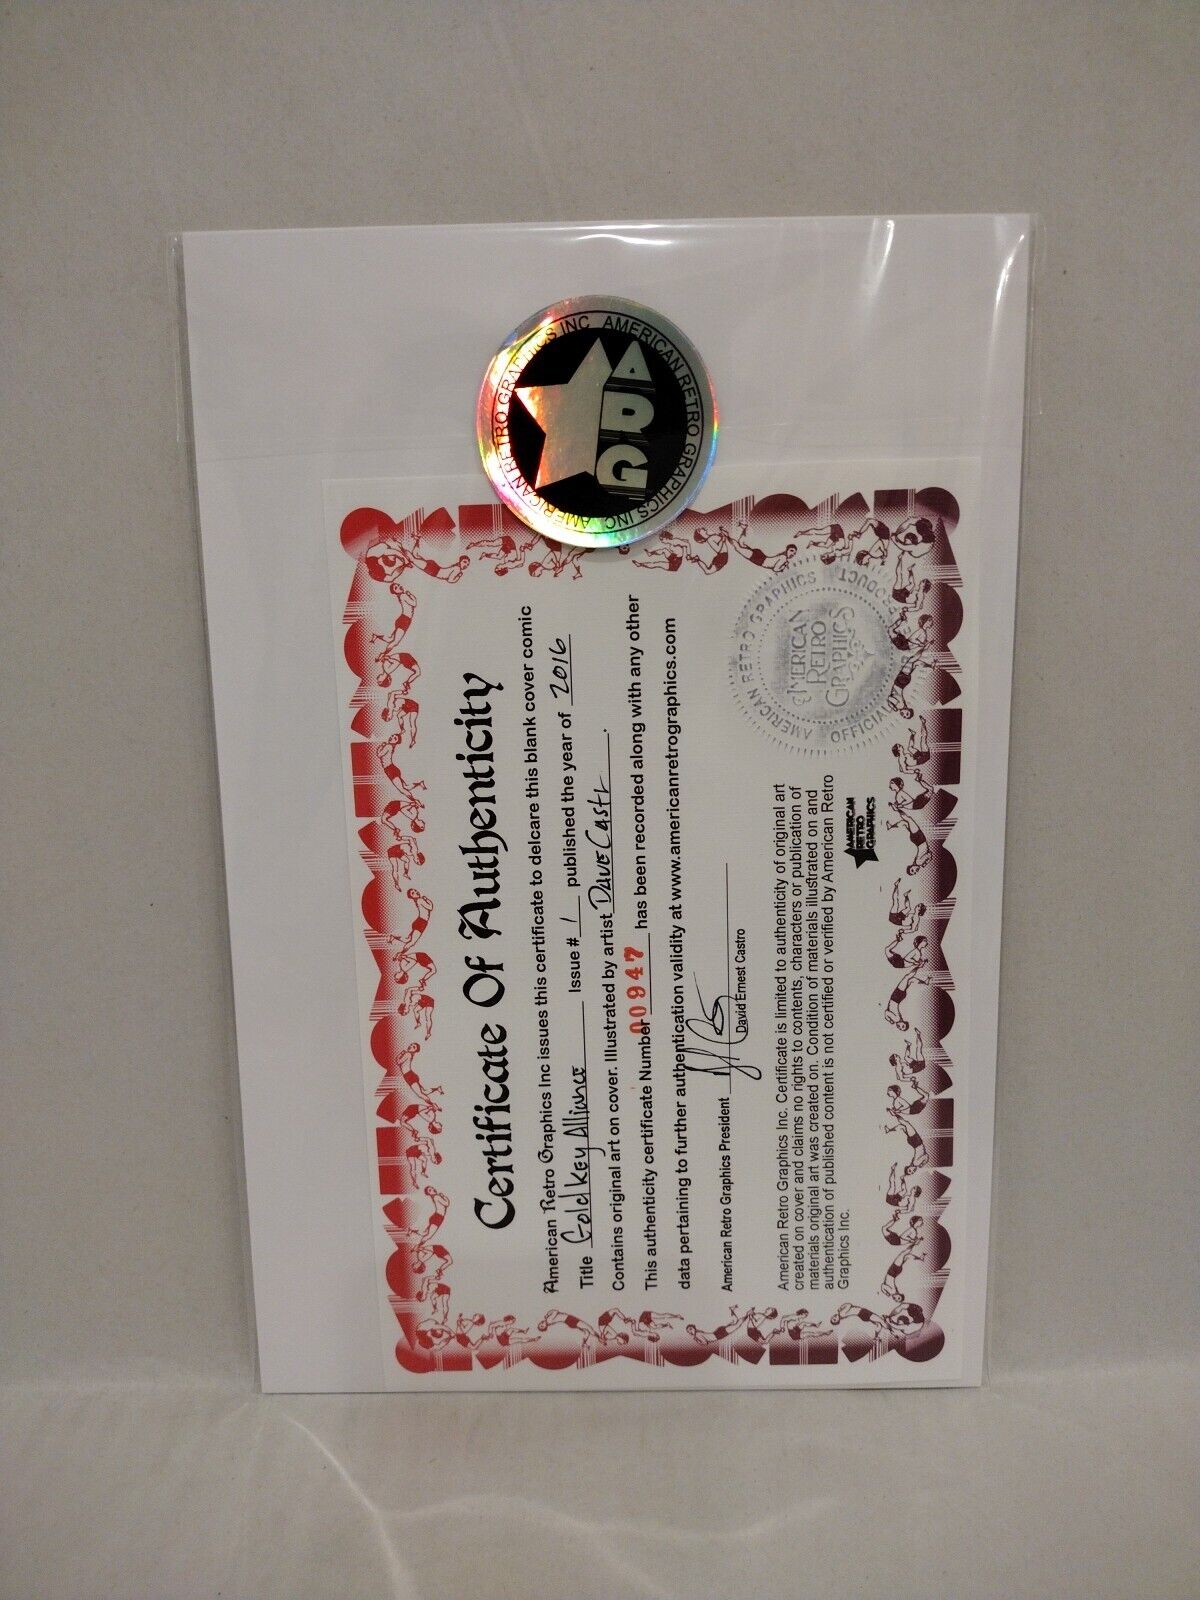 AMERICAN RETRO GRAPHICS INC
AMERICAN RETRO GRAPHICS INC
ARG
Certificate Of Authenticity
American Retro Graphics Inc issues this certificate to delcare this blank cover comic
Title Gold Key Alliance Issue # 1 published the year of 2016
Contains original art on cover. Illustrated by artist Dave Castr .
This authenticity certificate Number 00947 has been recorded along with any other
data pertaining to further authentication validity at www.americanretrographics.com
American Retro Graphics President
David Ernest Castro
American Retro Graphics Inc. Certificate is limited to authenticity of original art
created on cover and claims no rights to contents, characters or publication of
materials original art was created on. Condition of materials illustrated on and
authentication of published content is not certified or verified by American Retro
Graphics Inc.
AMERICAN
RETRO
GRAPHICS
AMERICAN RETRO GRAPHICS
OFFICIAL
PRODUCT
AMERICAN
RETRO
GRAPHICS